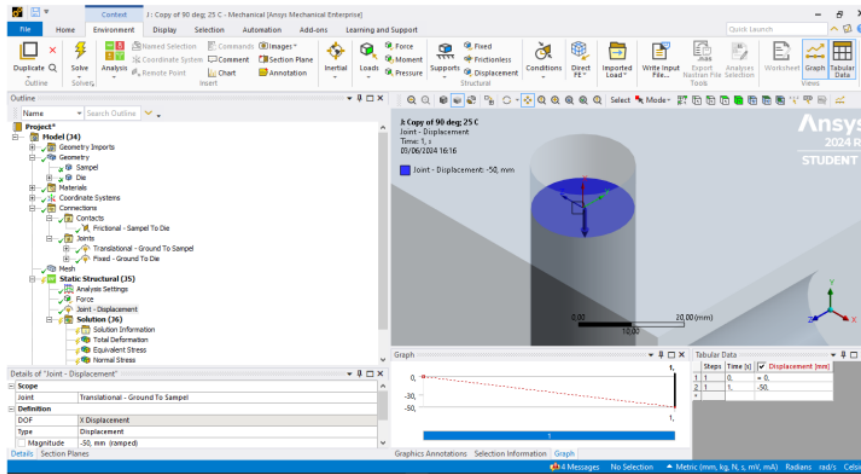 Context
J : Copy of 90 deg; 25 C - Mechanical [Ansys Mechanical Enterprise]
File
Home
Environment
Display
Selection
Automation
Add-ons
Learning and Support
Quick Launch
Duplicate
Solve
Analysis
Named Selection
Commands
Images
Remote Point
System
Comment
Section Plane
Chart
Annotation
Inertial
Loads
Force
Moment
Pressure
Supports
Fixed
Frictionless
Displacement
Conditions
Direct FE
Imported Load
Write Input File...
Export Nastran File
Analyses Selection
Worksheet
Graph
Tabular Data
Outline
Solver
Insert
Structural
Tools
Views
Outline
Name
Search Outline
Select
Mode
Project*
Model (J4)
Geometry Imports
Geometry
Sampel
Die
Materials
Coordinate Systems
Connections
Contacts
Frictional - Sampel To Die
Joints
Translational - Ground To Sampel
Fixed - Ground To Die
Mesh
Static Structural (J5)
Analysis Settings
Force
Joint - Displacement
Solution (J6)
Solution Information
Total Deformation
Equivalent Stress
Normal Stress
J: Copy of 90 deg; 25 C
Joint - Displacement
Time: 1, s
03/06/2024 16:16
Joint - Displacement: -50, mm
Ansys
2024 R
STUDENT
0,00
20,00 (mm)
10,00
Y
X
Z
Details of "Joint - Displacement"
Scope
Joint
Translational - Ground To Sampel
Definition
DOF
X Displacement
Type
Displacement
Magnitude
-50, mm (ramped)
Details
Section Planes
Graph
1,
0,
-30,
-50,
1,
1
Graphics Annotations
Selection Information
Graph
Tabular Data
Steps
Time [s]
Displacement [mm]
1
1
0,
= 0,
2
1
1,
-50,
*
4 Messages
No Selection
Metric (mm, kg, N, s, mV, mA)
Radians
rad/s
Celsi